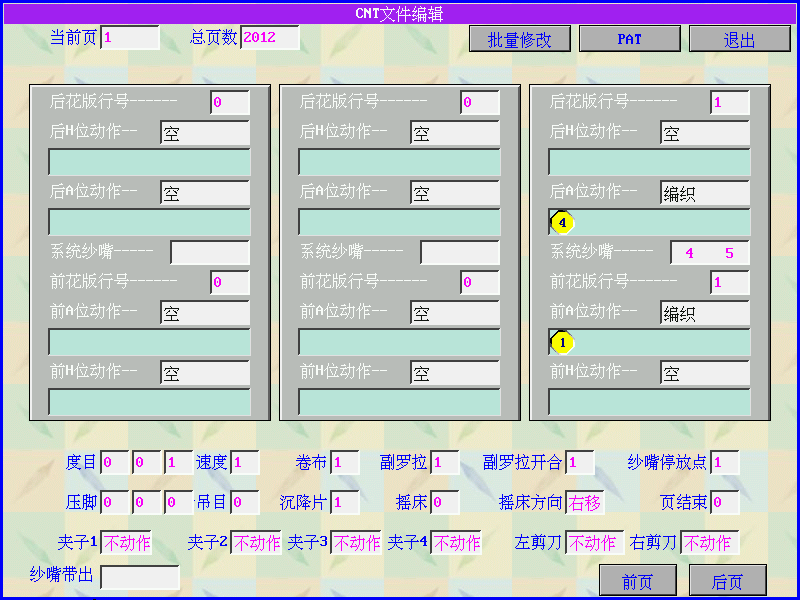 CNT文件编辑
当前页 1 总页数 2012 批量修改 PAT 退出
后花版行号------ 0 后花版行号------ 0 后花版行号------ 1
后H位动作-- 空 后H位动作-- 空 后H位动作-- 空
后A位动作-- 空 后A位动作-- 空 后A位动作-- 编织
4
系统纱嘴----- 系统纱嘴----- 系统纱嘴----- 4 5
前花版行号------ 0 前花版行号------ 0 前花版行号------ 1
前A位动作-- 空 前A位动作-- 空 前A位动作-- 编织
1
前H位动作-- 空 前H位动作-- 空 前H位动作-- 空
度目 0 0 1 速度 1 卷布 1 副罗拉 1 副罗拉开合 1 纱嘴停放点 1
压脚 0 0 0 吊目 0 沉降片 1 摇床 0 摇床方向 右移 页结束 0
夹子1 不动作 夹子2 不动作 夹子3 不动作 夹子4 不动作 左剪刀 不动作 右剪刀 不动作
纱嘴带出 前页 后页